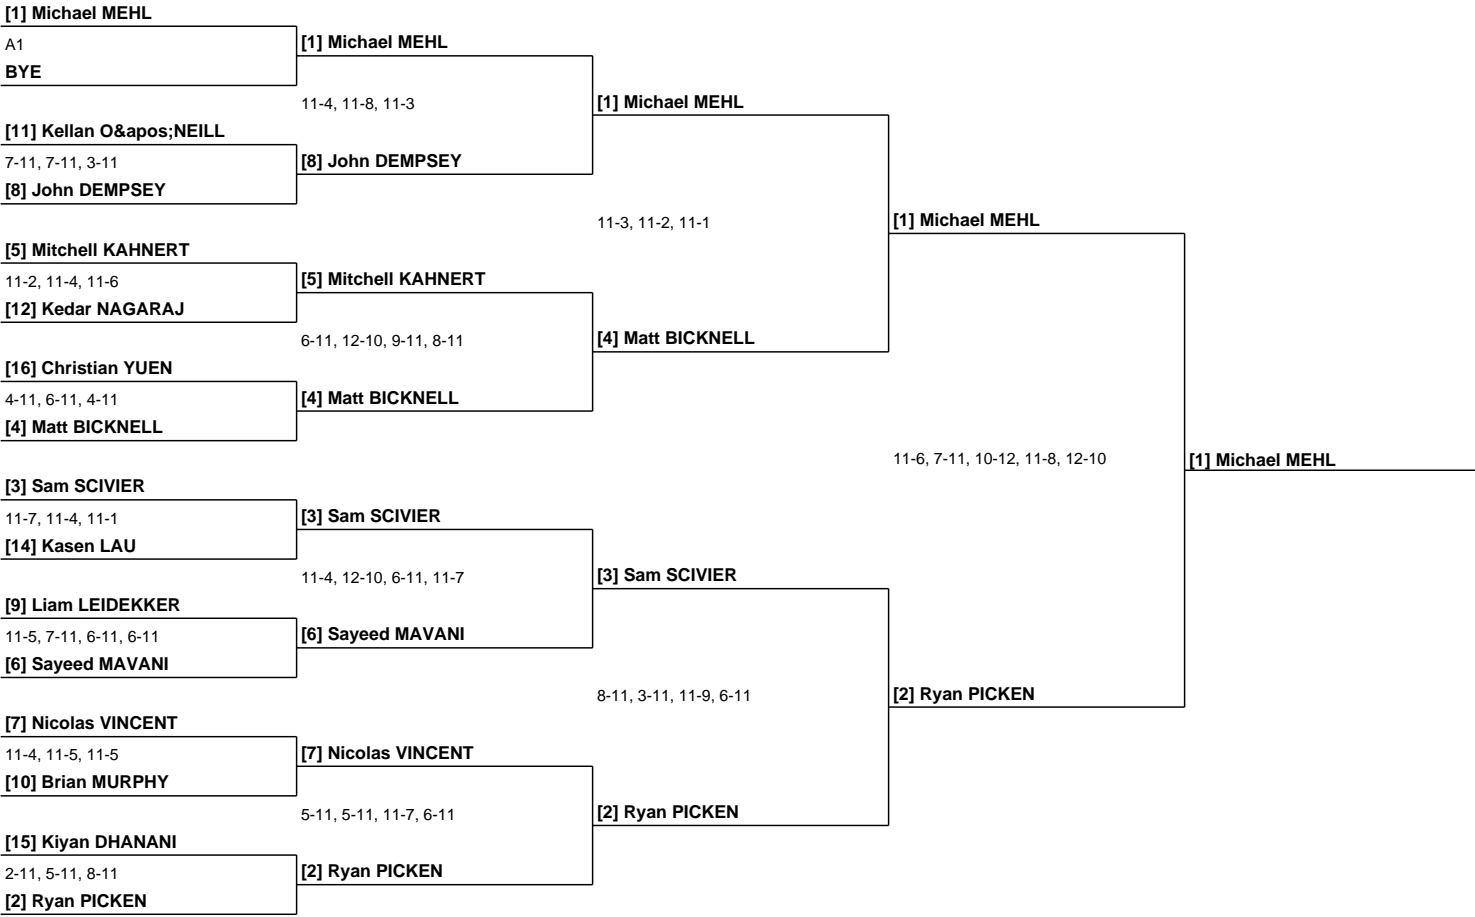 [1] Michael MEHL
A1
BYE
[11] Kellan O&apos;NEILL
7-11, 7-11, 3-11
[8] John DEMPSEY
[5] Mitchell KAHNERT
11-2, 11-4, 11-6
[12] Kedar NAGARAJ
[16] Christian YUEN
4-11, 6-11, 4-11
[4] Matt BICKNELL
[3] Sam SCIVIER
11-7, 11-4, 11-1
[14] Kasen LAU
[9] Liam LEIDEKKER
11-5, 7-11, 6-11, 6-11
[6] Sayeed MAVANI
[7] Nicolas VINCENT
11-4, 11-5, 11-5
[10] Brian MURPHY
[15] Kiyan DHANANI
2-11, 5-11, 8-11
[2] Ryan PICKEN
[1] Michael MEHL
11-4, 11-8, 11-3
[8] John DEMPSEY
[5] Mitchell KAHNERT
6-11, 12-10, 9-11, 8-11
[4] Matt BICKNELL
[3] Sam SCIVIER
11-4, 12-10, 6-11, 11-7
[6] Sayeed MAVANI
[7] Nicolas VINCENT
5-11, 5-11, 11-7, 6-11
[2] Ryan PICKEN
[1] Michael MEHL
11-3, 11-2, 11-1
[4] Matt BICKNELL
[3] Sam SCIVIER
8-11, 3-11, 11-9, 6-11
[2] Ryan PICKEN
[1] Michael MEHL
11-6, 7-11, 10-12, 11-8, 12-10
[2] Ryan PICKEN
[1] Michael MEHL